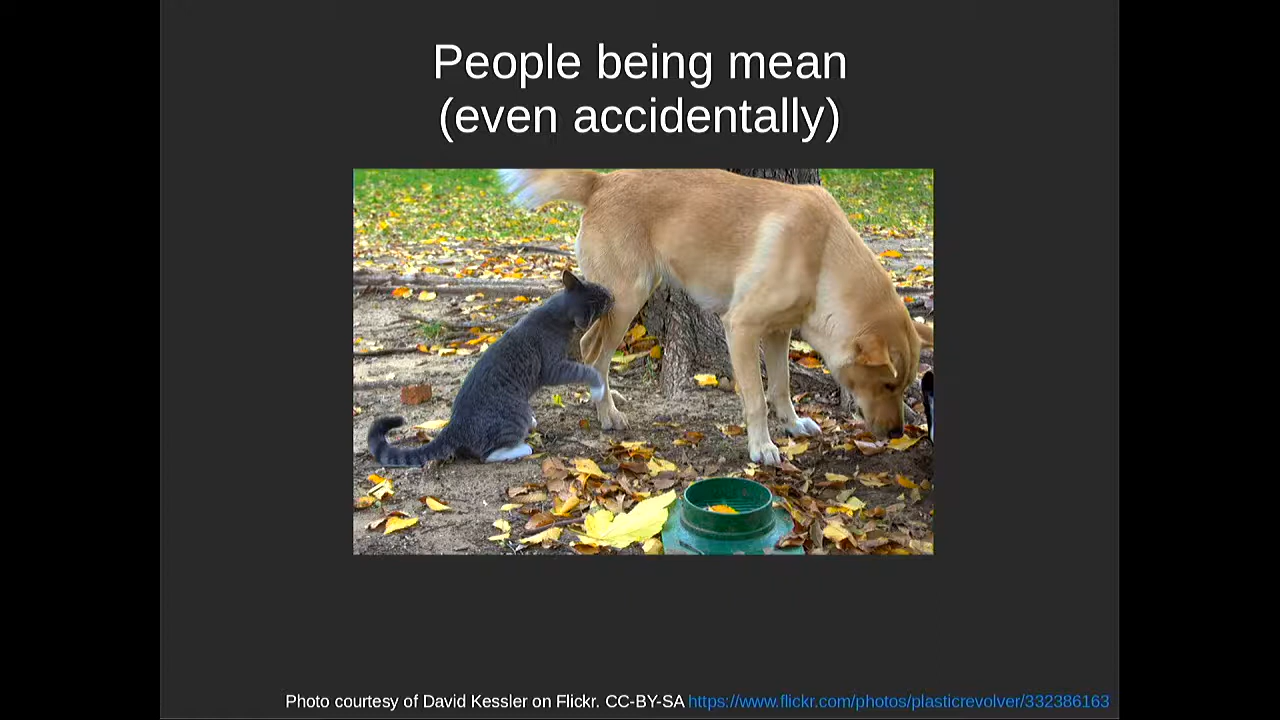 People being mean
(even accidentally)
Photo courtesy of David Kessler on Flickr. CC-BY-SA https://www.flickr.com/photos/plasticrevolver/332386163